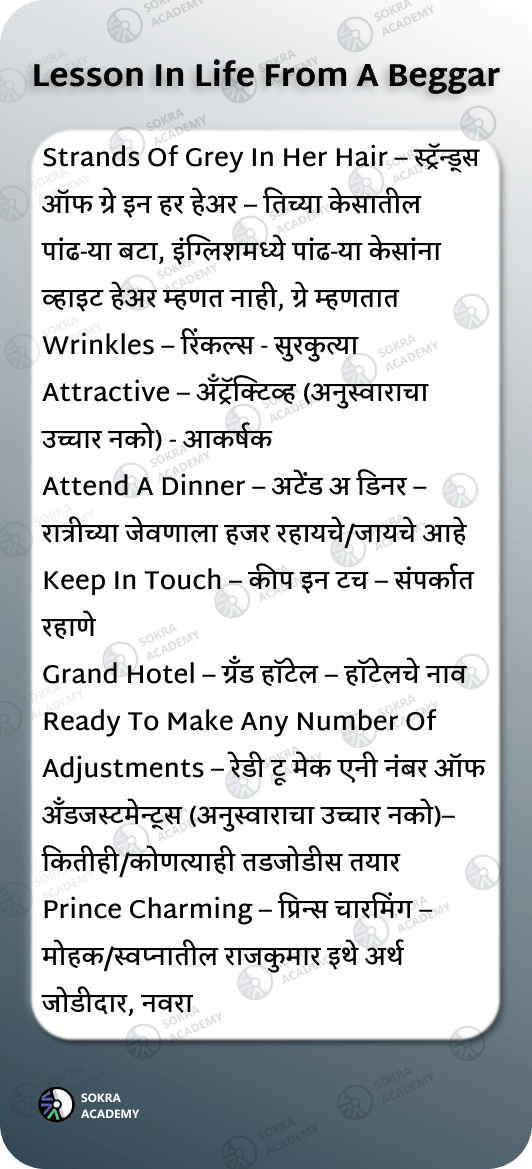 Lesson In Life From A Beggar
Strands Of Grey In Her Hair – स्ट्रॅन्ड्स
ऑफ ग्रे इन हर हेअर – तिच्या केसातील
पांढ-या बटा, इंग्लिशमध्ये पांढ-या केसांना
व्हाइट हेअर म्हणत नाही, ग्रे म्हणतात
Wrinkles – रिंकल्स - सुरकुत्या
Attractive – अँट्रॅक्टिव्ह (अनुस्वाराचा
उच्चार नको) - आकर्षक
Attend A Dinner – अटेंड अ डिनर –
रात्रीच्या जेवणाला हजर रहायचे/जायचे आहे
Keep In Touch – कीप इन टच – संपर्कात
रहाणे
Grand Hotel – ग्रँड हॉटेल – हॉटेलचे नाव
Ready To Make Any Number Of
Adjustments – रेडी टू मेक एनी नंबर ऑफ
अँडजस्टमेन्ट्स (अनुस्वाराचा उच्चार नको)–
कितीही/कोणत्याही तडजोडीस तयार
Prince Charming – प्रिन्स चारमिंग –
मोहक/स्वप्नातील राजकुमार इथे अर्थ
जोडीदार, नवरा
SOKRA
ACADEMY